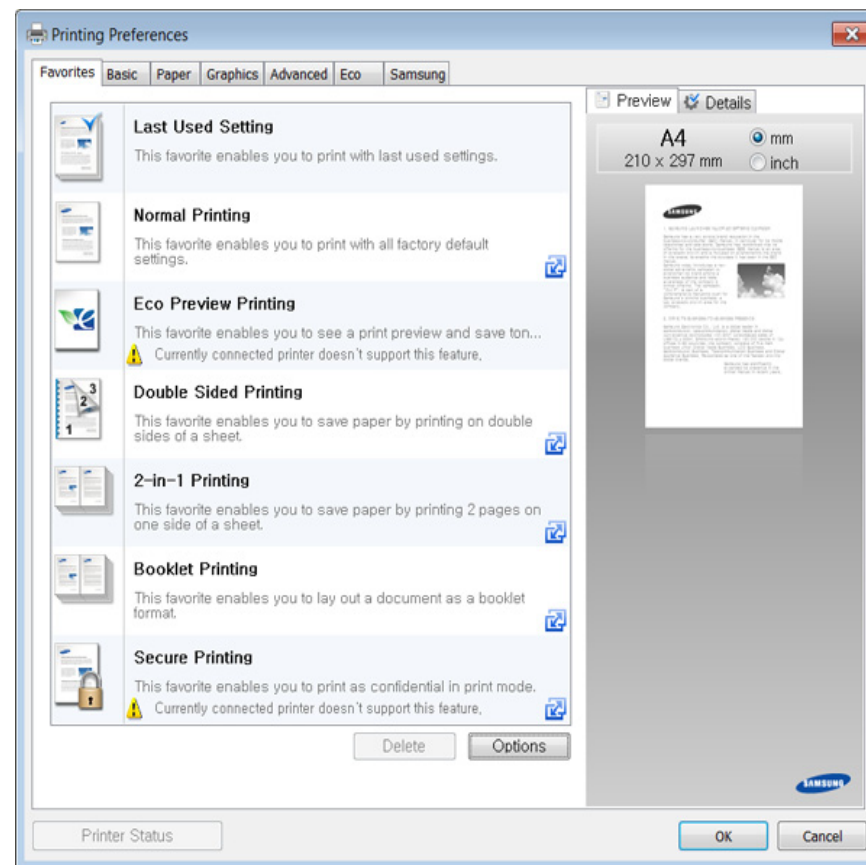 Printing Preferences
Favorites Basic Paper Graphics Advanced Eco Samsung
Last Used Setting
This favorite enables you to print with last used settings.
Normal Printing
This favorite enables you to print with all factory default
settings.
Eco Preview Printing
This favorite enables you to see a print preview and save ton...
Currently connected printer doesn't support this feature.
Double Sided Printing
This favorite enables you to save paper by printing on double
sides of a sheet.
2-in-1 Printing
This favorite enables you to save paper by printing 2 pages on
one side of a sheet.
Booklet Printing
This favorite enables you to lay out a document as a booklet
format.
Secure Printing
This favorite enables you to print as confidential in print mode.
Currently connected printer doesn't support this feature.
Delete Options
Preview Details
A4 mm
210 x 297 mm inch
SAMSUNG
SAMSUNG
Printer Status OK Cancel
3
2
1